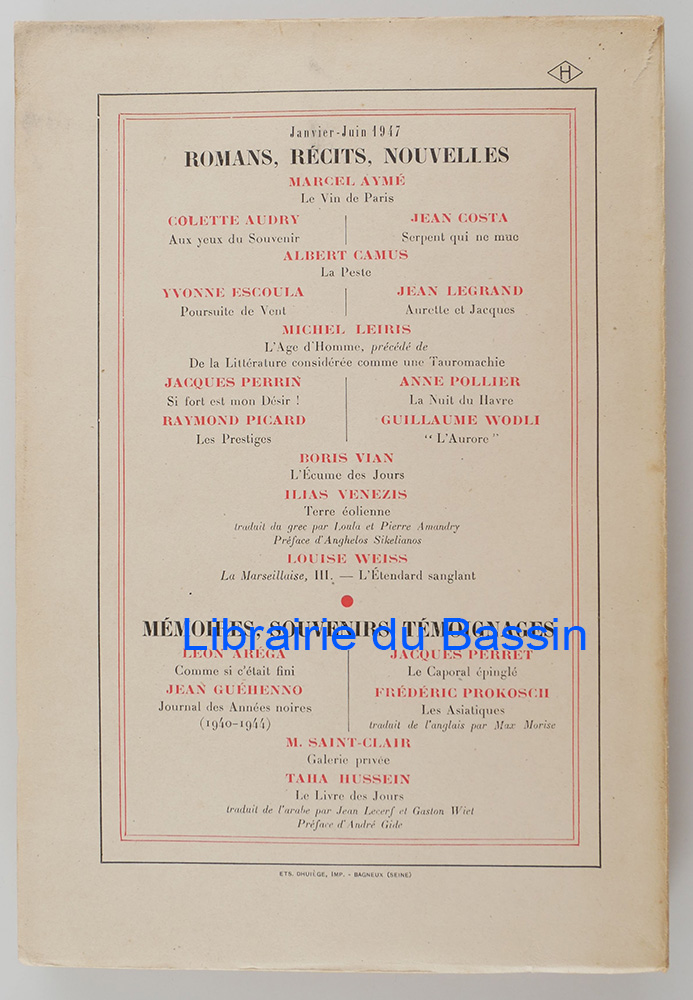 H
Janvier-Juin 1947
ROMANS, RÉCITS, NOUVELLES
MARCEL AYMÉ
Le Vin de Paris
COLETTE AUDRY
Aux yeux du Souvenir
JEAN COSTA
Serpent qui ne mue
ALBERT CAMUS
La Peste
YVONNE ESCOULA
Poursuite de Vent
JEAN LEGRAND
Aurette et Jacques
MICHEL LEIRIS
L'Age d'Homme, précédé de
De la Littérature considérée comme une Tauromachie
JACQUES PERRIN
Si fort est mon Désir !
ANNE POLLIER
La Nuit du Havre
RAYMOND PICARD
Les Prestiges
GUILLAUME WODLI
“ L'Aurore ”
BORIS VIAN
L'Écume des Jours
ILIAS VENEZIS
Terre éolienne
traduit du grec par Loula et Pierre Amandry
Préface d'Anghelos Sikelianos
LOUISE WEISS
La Marseillaise, III. — L'Étendard sanglant
MÉMOIRES, SOUVENIRS, TÉMOIGNAGES
Librairie du Bassin
LÉON ARÉGA
Comme si c'était fini
JACQUES PERRET
Le Caporal épinglé
JEAN GUÉHENNO
Journal des Années noires
(1940-1944)
FRÉDÉRIC PROKOSCH
Les Asiatiques
traduit de l'anglais par Max Morise
M. SAINT-CLAIR
Galerie privée
TAHA HUSSEIN
Le Livre des Jours
traduit de l'arabe par Jean Lecerf et Gaston Wiet
Préface d'André Gide
ETS. DHUIÈGE, IMP. - BAGNEUX (SEINE)